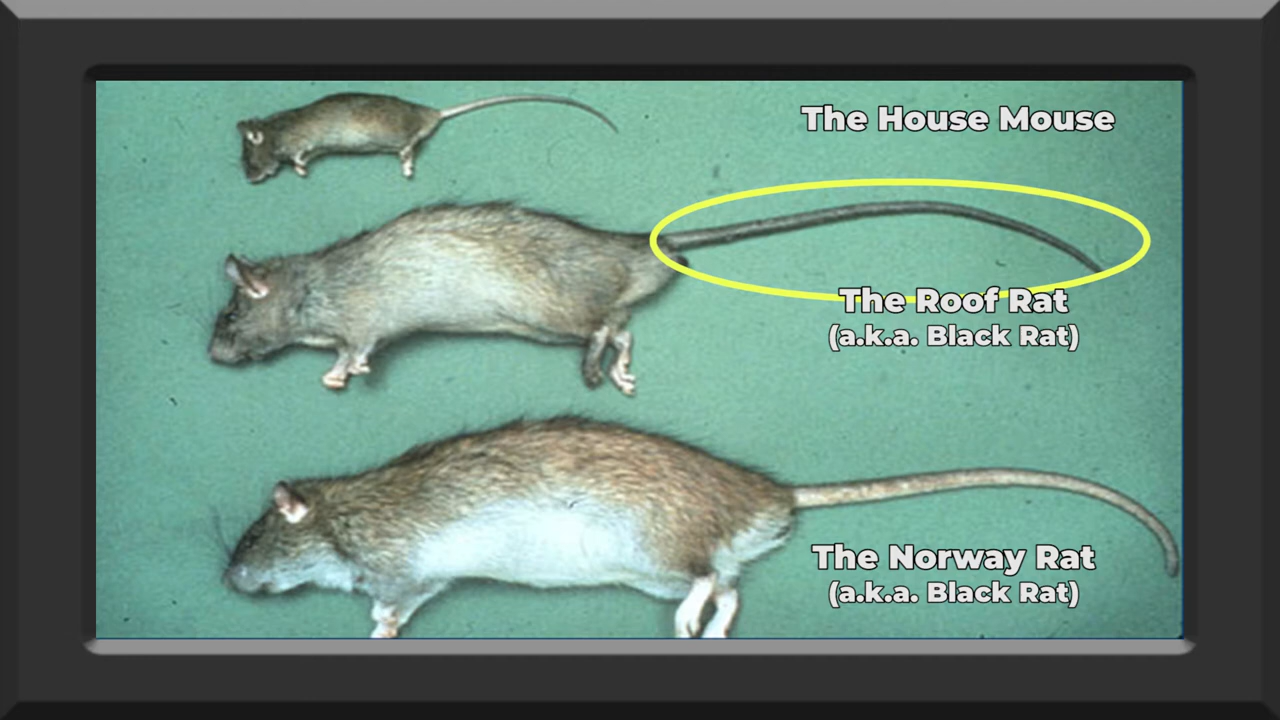 The House Mouse
The Roof Rat
(a.k.a. Black Rat)
The Norway Rat
(a.k.a. Black Rat)